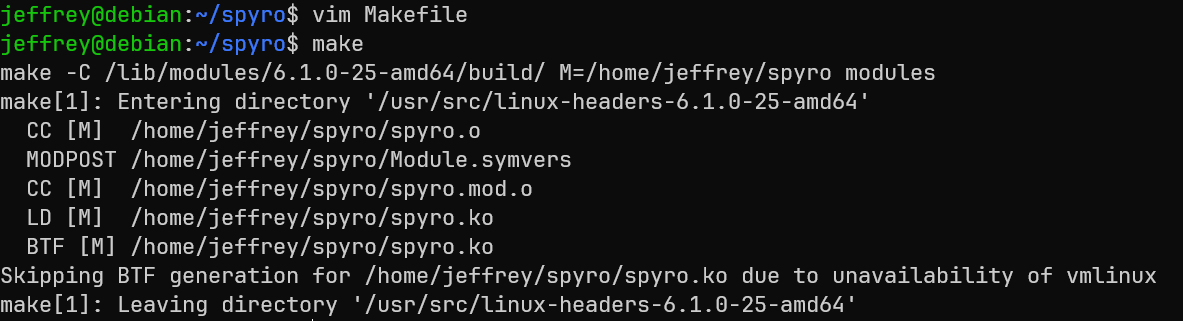 jeffrey@debian:~/spyro$ vim Makefile
jeffrey@debian:~/spyro$ make
make -C /lib/modules/6.1.0-25-amd64/build/ M=/home/jeffrey/spyro modules
make[1]: Entering directory '/usr/src/linux-headers-6.1.0-25-amd64'
  CC [M]  /home/jeffrey/spyro/spyro.o
  MODPOST /home/jeffrey/spyro/Module.symvers
  CC [M]  /home/jeffrey/spyro/spyro.mod.o
  LD [M]  /home/jeffrey/spyro/spyro.ko
  BTF [M] /home/jeffrey/spyro/spyro.ko
Skipping BTF generation for /home/jeffrey/spyro/spyro.ko due to unavailability of vmlinux
make[1]: Leaving directory '/usr/src/linux-headers-6.1.0-25-amd64'